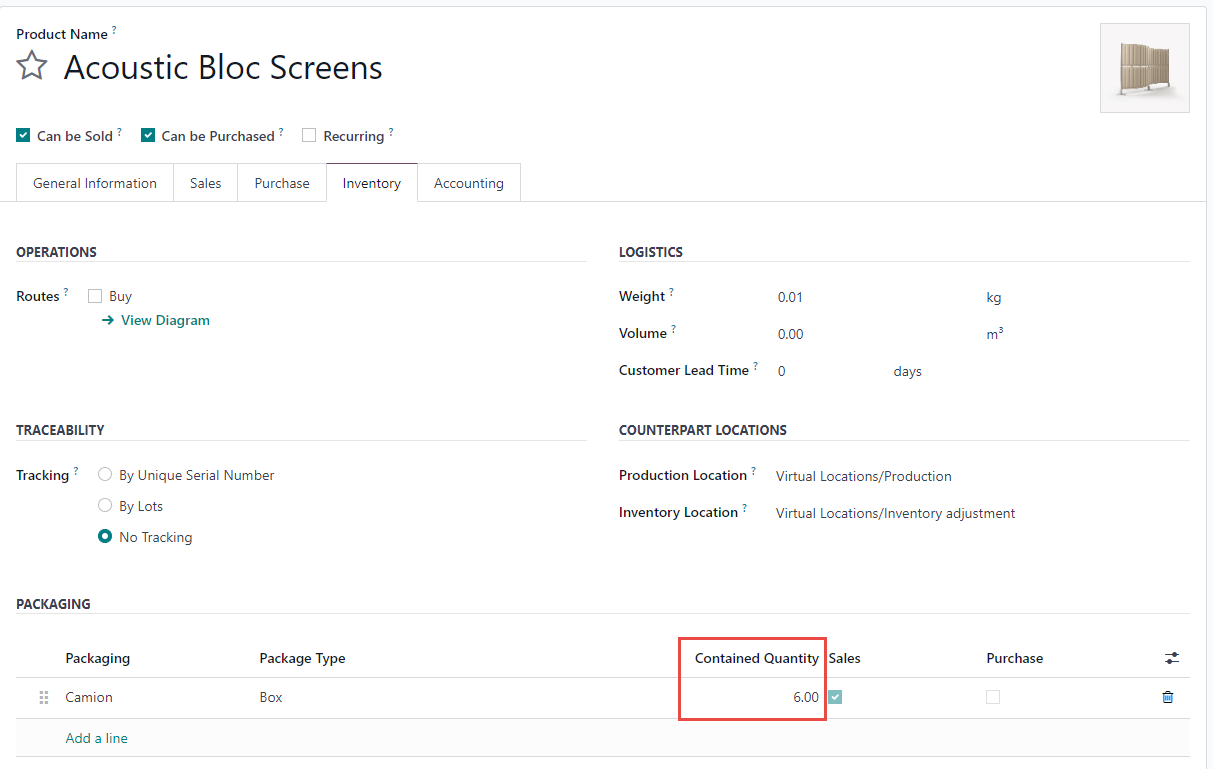 Product Name ?
Acoustic Bloc Screens
Can be Sold ? Can be Purchased ? Recurring ?
General Information Sales Purchase Inventory Accounting
OPERATIONS
Routes ? Buy
View Diagram
LOGISTICS
Weight ? 0.01 kg
Volume ? 0.00 m³
Customer Lead Time ? 0 days
TRACEABILITY
Tracking ? By Unique Serial Number
By Lots
No Tracking
COUNTERPART LOCATIONS
Production Location ? Virtual Locations/Production
Inventory Location ? Virtual Locations/Inventory adjustment
PACKAGING
Packaging Package Type Contained Quantity Sales Purchase
Camion Box 6.00
Add a line